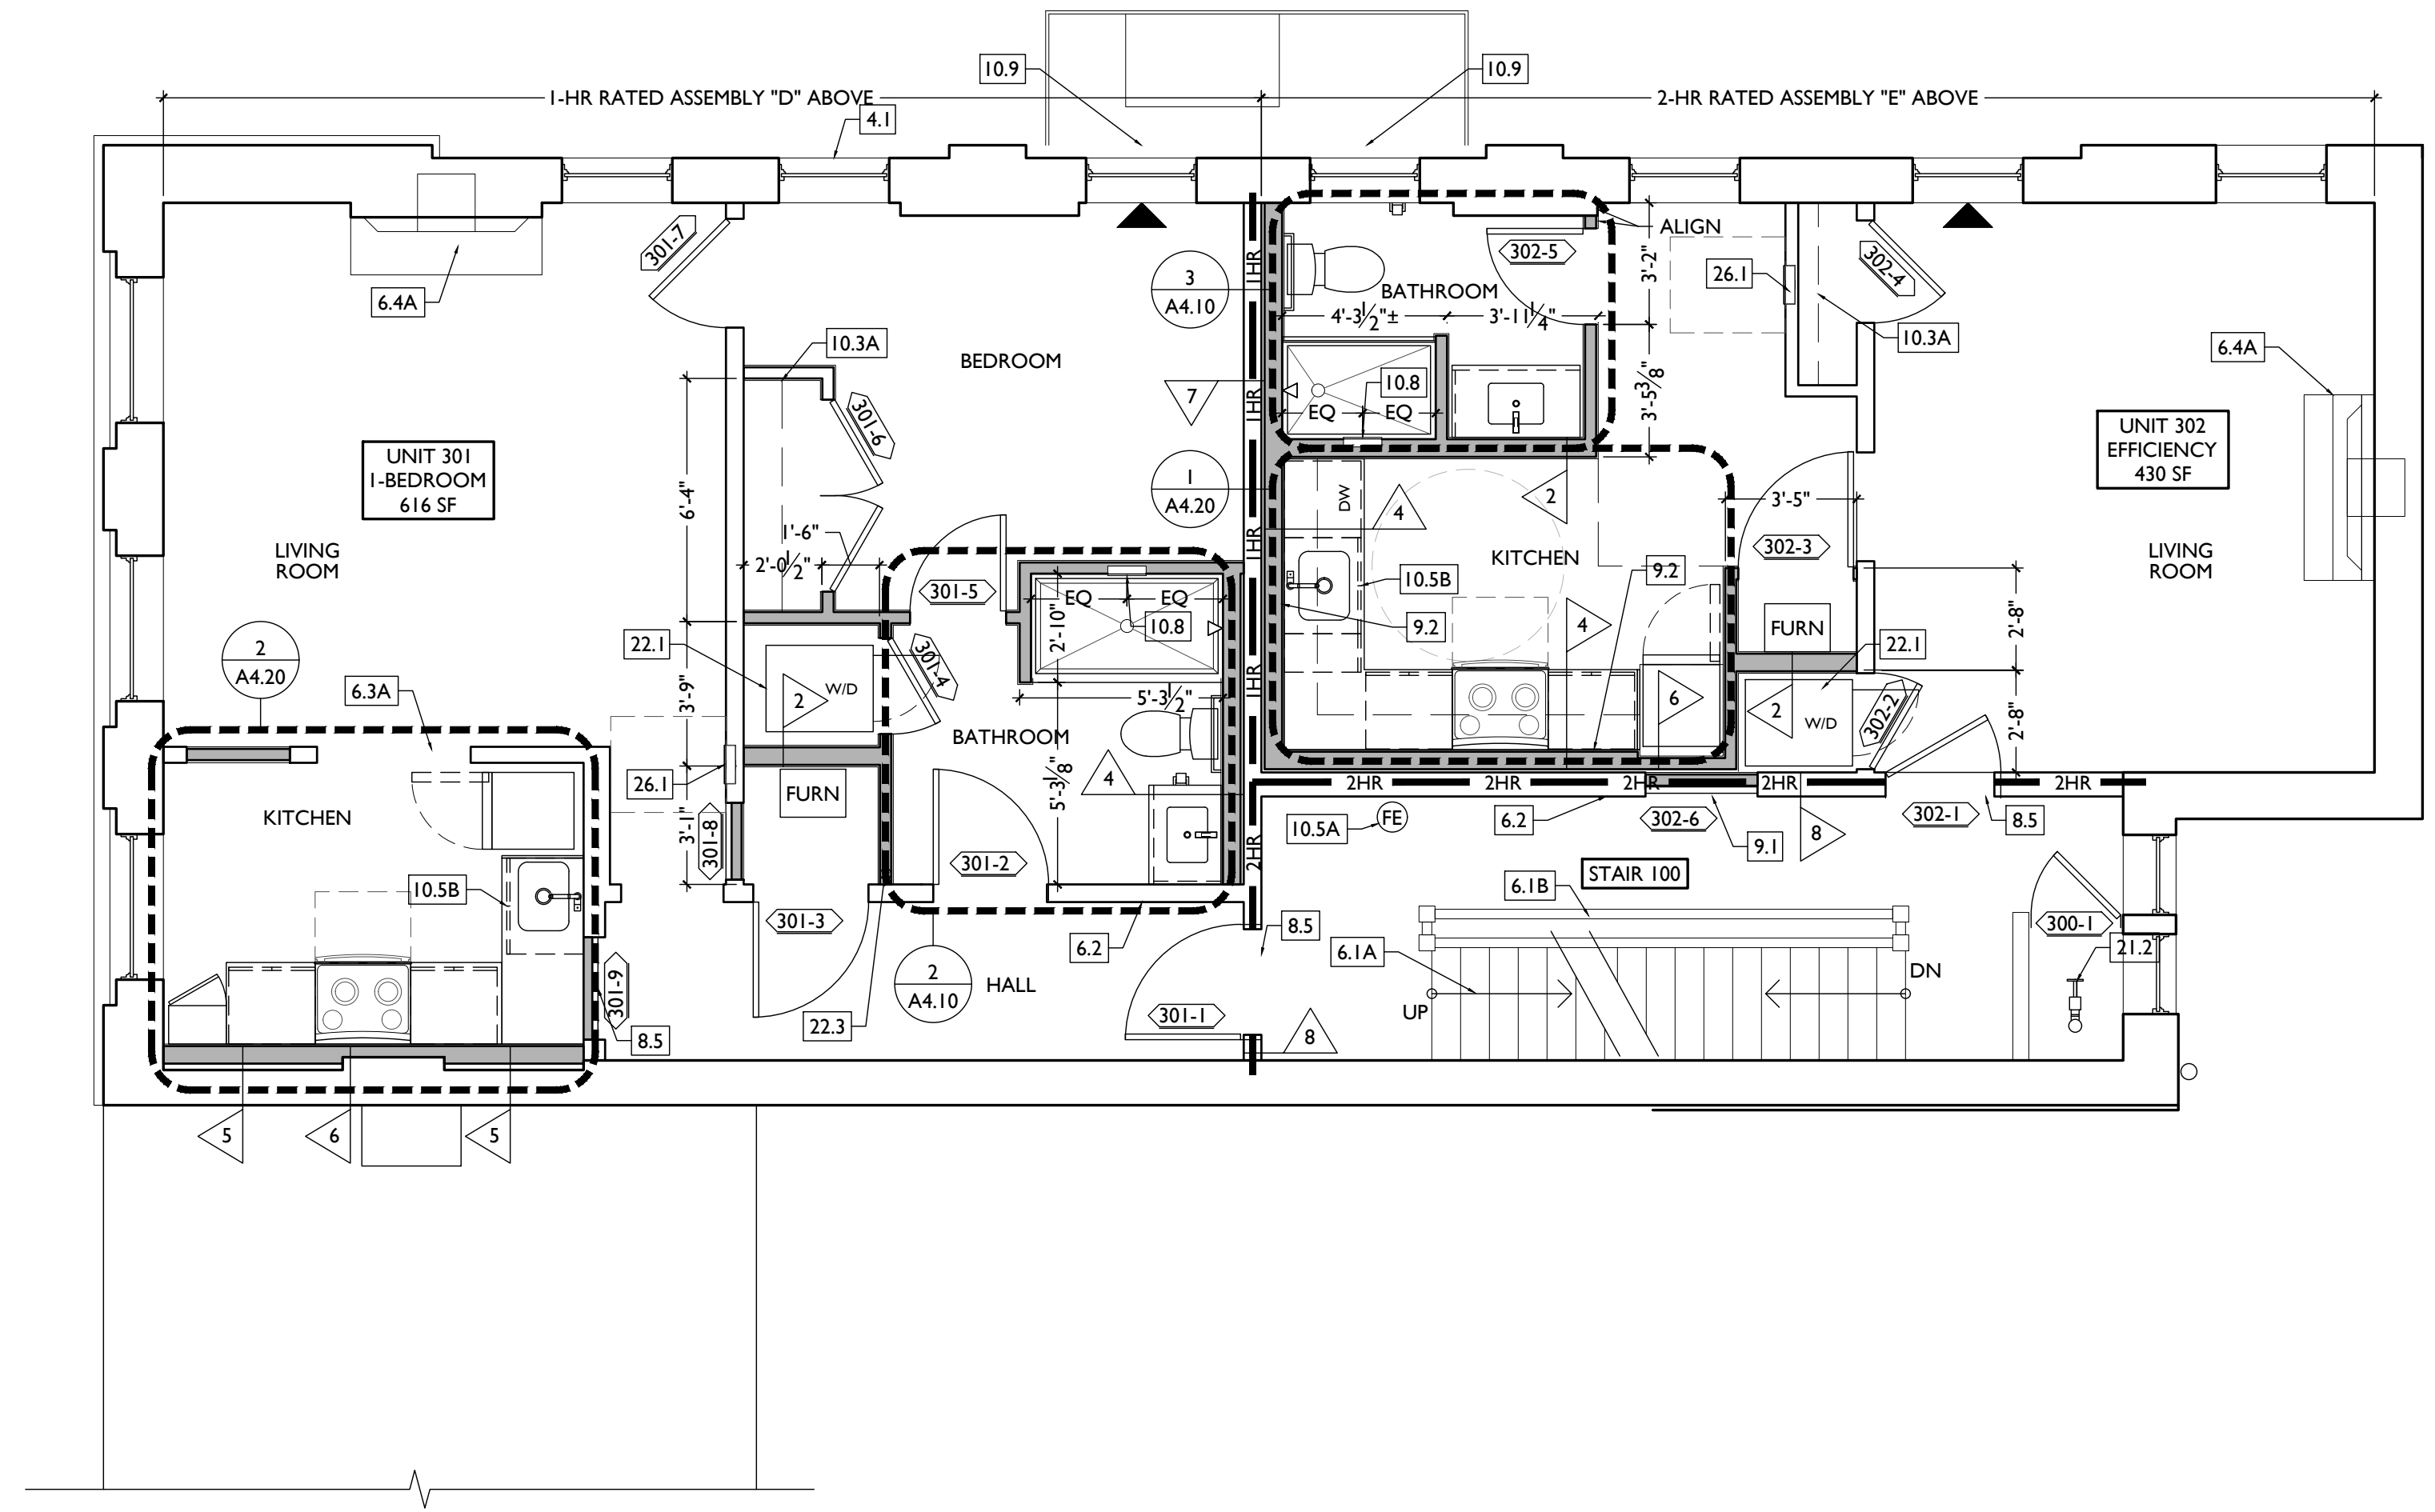 10.9
10.9
1-HR RATED ASSEMBLY "D" ABOVE
2-HR RATED ASSEMBLY "E" ABOVE
4.1
301-7
6.4A
10.3A
BEDROOM
301-6
UNIT 301
1-BEDROOM
616 SF
LIVING
ROOM
6'-4"
1'-6"
2'-0 1/2"
301-5
EQ
EQ
10.8
2'-10"
3
A4.10
7
1
A4.20
1HR
1HR
1HR
1HR
302-5
BATHROOM
4'-3 1/2"±
3'-11 1/4"
ALIGN
3'-2"
26.1
302-4
10.3A
6.4A
10.8
EQ
EQ
3'-5 3/8"
UNIT 302
EFFICIENCY
430 SF
DW
4
2
3'-5"
302-3
KITCHEN
10.5B
9.2
9.2
4
LIVING
ROOM
FURN
22.1
2'-8"
2'-8"
6
2
W/D
302-2
2
A4.20
6.3A
22.1
3'-9"
2
W/D
301-4
5'-3 1/2"
BATHROOM
5'-3 1/8"
4
26.1
FURN
3'-1"
301-8
KITCHEN
10.5B
301-3
301-2
2HR
2HR
2HR
2HR
2HR
2HR
10.5A
FE
6.2
302-6
9.1
8
302-1
8.5
STAIR 100
6.1B
300-1
21.2
8.5
6.1A
UP
DN
6.2
2
A4.10
HALL
301-1
8
22.3
301-9
8.5
5
6
5